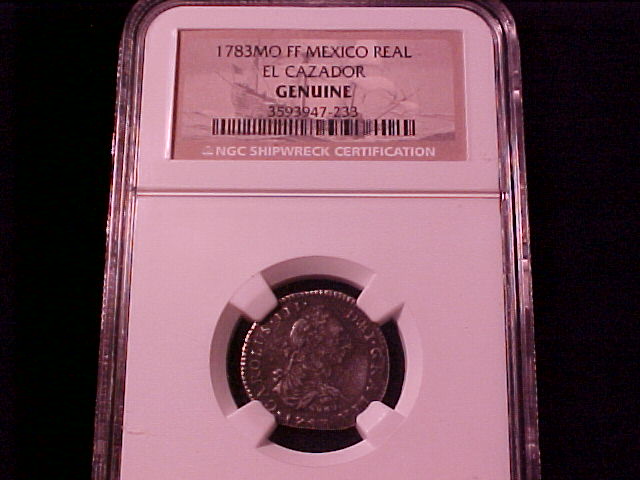 1783MO FF MEXICO REAL
EL CAZADOR
GENUINE
3593947-233
NGC SHIPWRECK CERTIFICATION